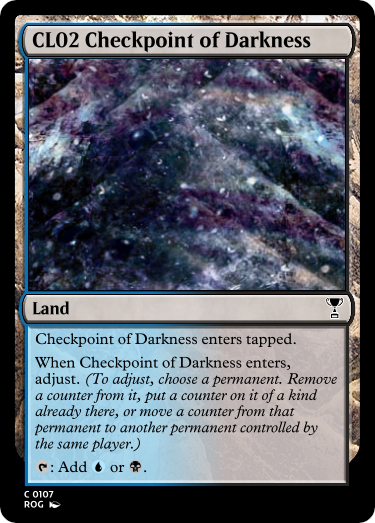 CL02 Checkpoint of Darkness
Land
Checkpoint of Darkness enters tapped.
When Checkpoint of Darkness enters,
adjust. (To adjust, choose a permanent. Remove
a counter from it, put a counter on it of a kind
already there, or move a counter from that
permanent to another permanent controlled by
the same player.)
: Add or .
C 0107
ROG